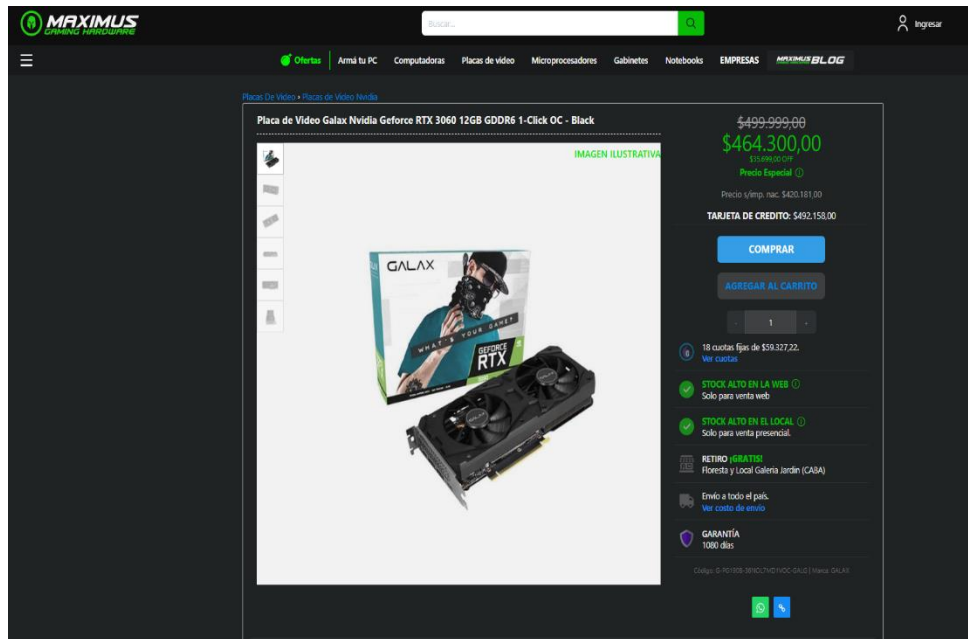 MAXIMUS
GAMING HARDWARE
Buscar...
Ingresar
Ofertas
Armá tu PC
Computadoras
Placas de video
Microprocesadores
Gabinetes
Notebooks
EMPRESAS
MAXIMUS BLOG
Placas De Video • Placas de Video Nvidia
Placa de Video Galax Nvidia Geforce RTX 3060 12GB GDDR6 1-Click OC - Black
IMAGEN ILUSTRATIVA
GALAX
WHAT'S YOUR GAME?
GEFORCE
RTX
$499.999,00
$464.300,00
Precio Especial
Precio s/imp. nac. $420.181,00
TARJETA DE CREDITO: $492.158,00
COMPRAR
AGREGAR AL CARRITO
- 1 +
18 cuotas fijas de $59.327,22.
Ver cuotas
STOCK ALTO EN LA WEB
Solo para venta web
STOCK ALTO EN EL LOCAL
Solo para venta presencial.
RETIRO ¡GRATIS!
Floresta y Local Galeria Jardin (CABA)
Envío a todo el país.
Ver costo de envío
GARANTÍA
1080 días
Marca: GALAX